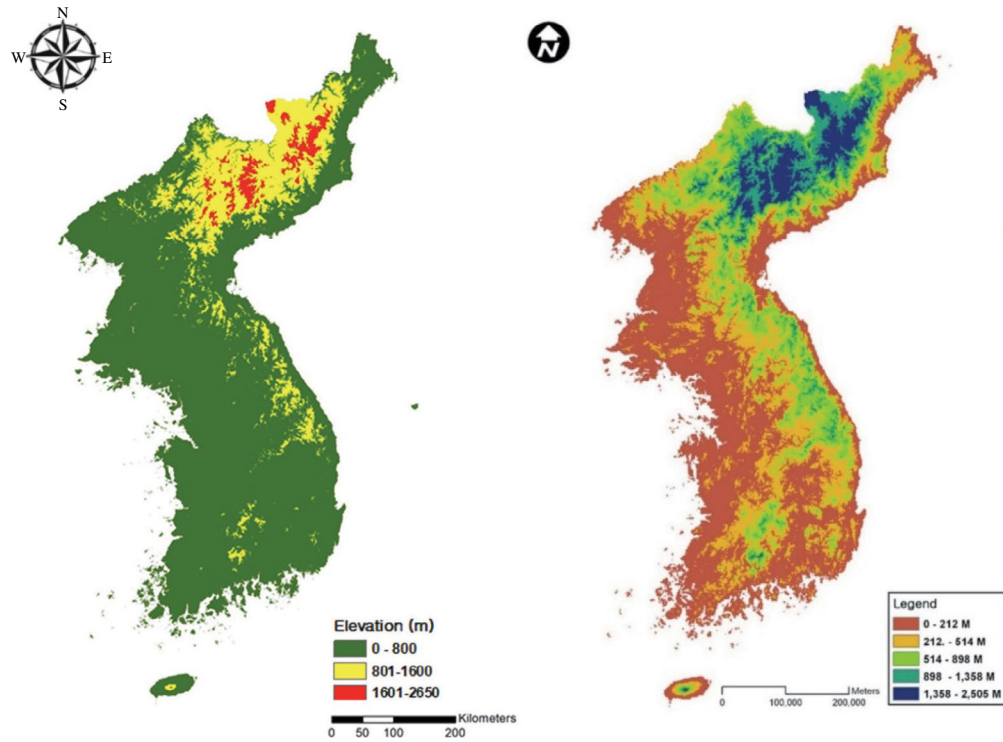 N
W E
S
Elevation (m)
0 - 800
801-1600
1601-2650
Kilometers
0 50 100 200
N
Legend
0 - 212 M
212. - 514 M
514 - 898 M
898 - 1,358 M
1,358 - 2,505 M
Meters
0 100,000 200,000